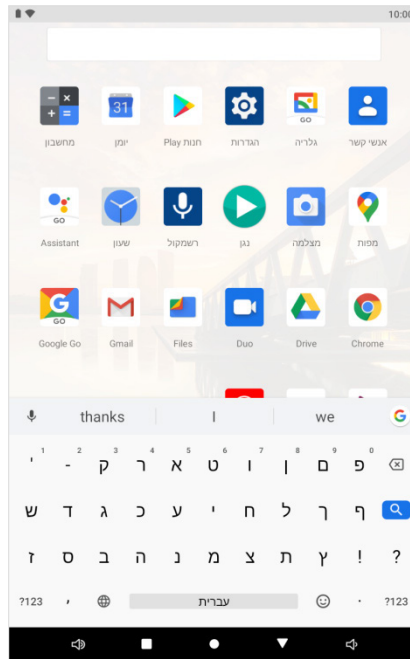 10:00
אנשי קשר
גלריה
הגדרות
חנות Play
יומן
מחשבון
מפות
מצלמה
נגן
רשמקול
שעון
Assistant
Chrome
Drive
Duo
Files
Gmail
Google Go
thanks I we
1 2 3 4 5 6 7 8 9 0
' - ק ר א ט ו ן ם פ
ש ד ג כ ע י ח ל ך ף
ז ס ב ה נ מ צ ת ץ ! ?
?123 , עברית . ?123